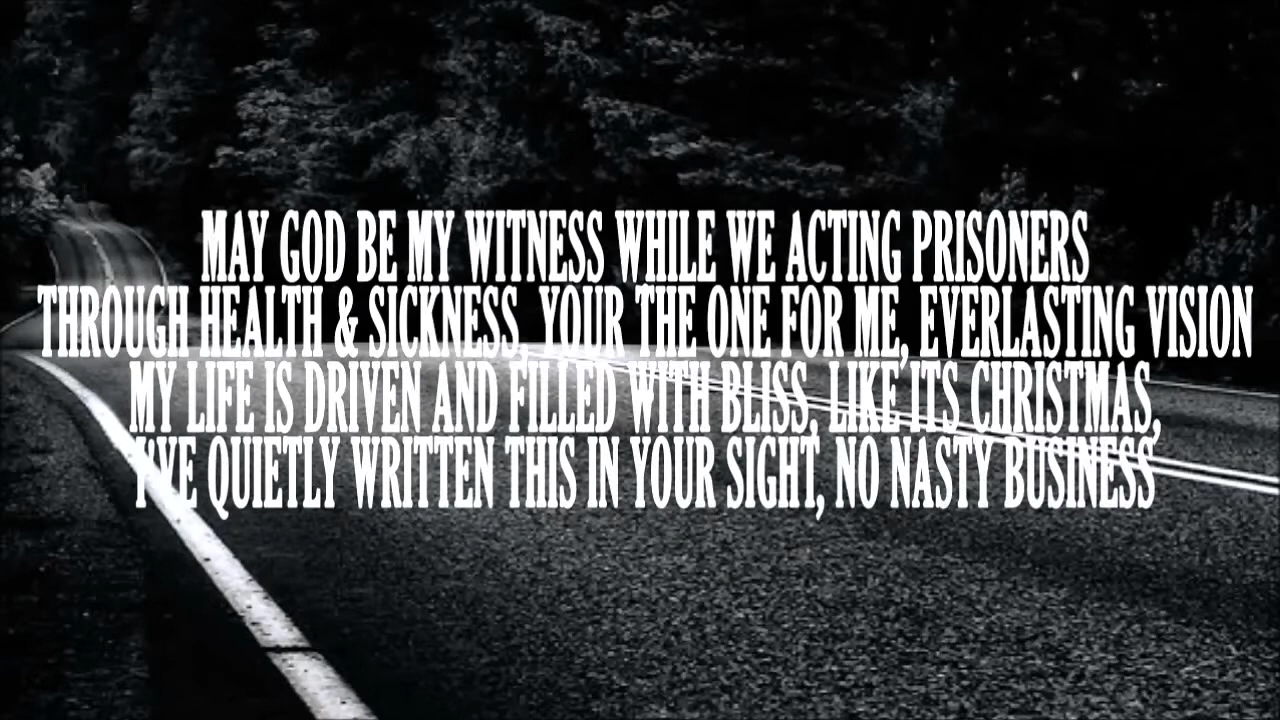 MAY GOD BE MY WITNESS WHILE WE ACTING PRISONERS
THROUGH HEALTH & SICKNESS, YOUR THE ONE FOR ME, EVERLASTING VISION
MY LIFE IS DRIVEN AND FILLED WITH BLISS, LIKE IT'S CHRISTMAS,
I'VE QUIETLY WRITTEN THIS IN YOUR SIGHT, NO NASTY BUSINESS